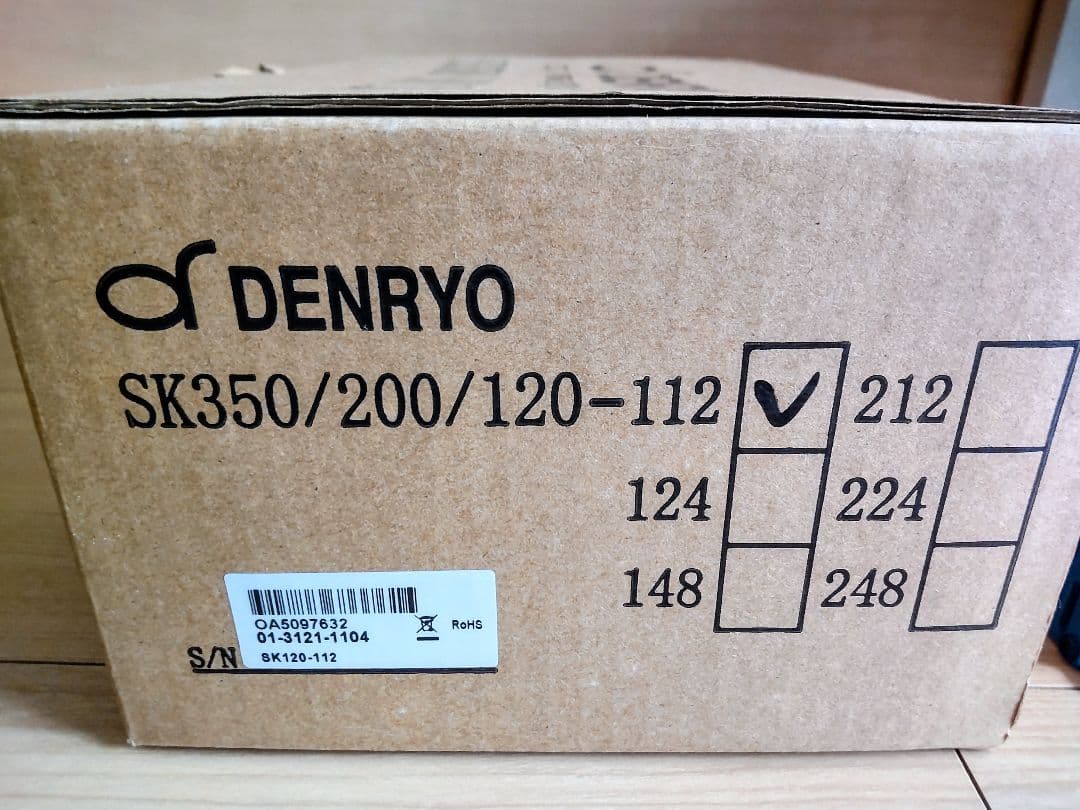 DENRYO
SK350/200/120-112 212
124 224
148 248
OA5097632
01-3121-1104
RoHS
S/N
SK120-112